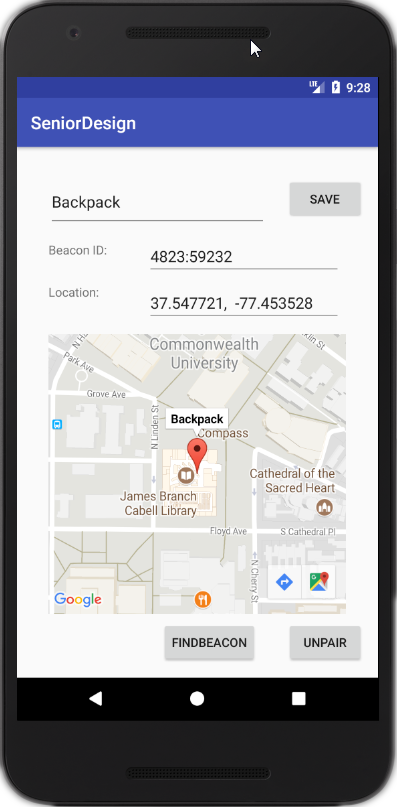 LTE 9:28
SeniorDesign
Backpack
SAVE
Beacon ID:
4823:59232
Location:
37.547721, -77.453528
Commonwealth
University
Park Ave
Grove Ave
N Linden St
Backpack
Compass
James Branch
Cabell Library
Cathedral of the
Sacred Heart
Floyd Ave
S Cathedral Pl
N Cherry St
Google
FINDBEACON
UNPAIR